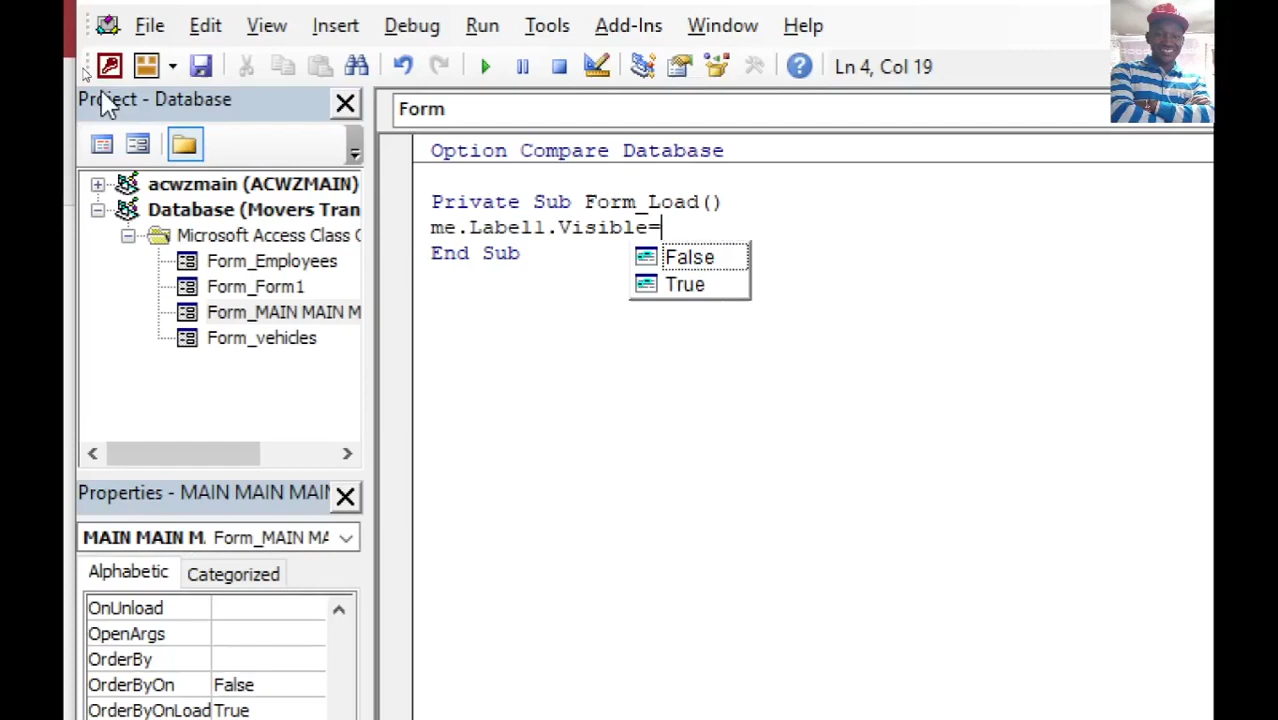 File Edit View Insert Debug Run Tools Add-Ins Window Help
Ln 4, Col 19
Project - Database
Form
Option Compare Database
Private Sub Form_Load()
me.Label1.Visible=
End Sub
False
True
acwzmain (ACWZMAIN)
Database (Movers Tran
Microsoft Access Class
Form_Employees
Form_Form1
Form_MAIN MAIN M
Form_vehicles
Properties - MAIN MAIN MAIN
MAIN MAIN M. Form_MAIN MA
Alphabetic Categorized
OnUnload
OpenArgs
OrderBy
OrderByOn False
OrderByOnLoad True